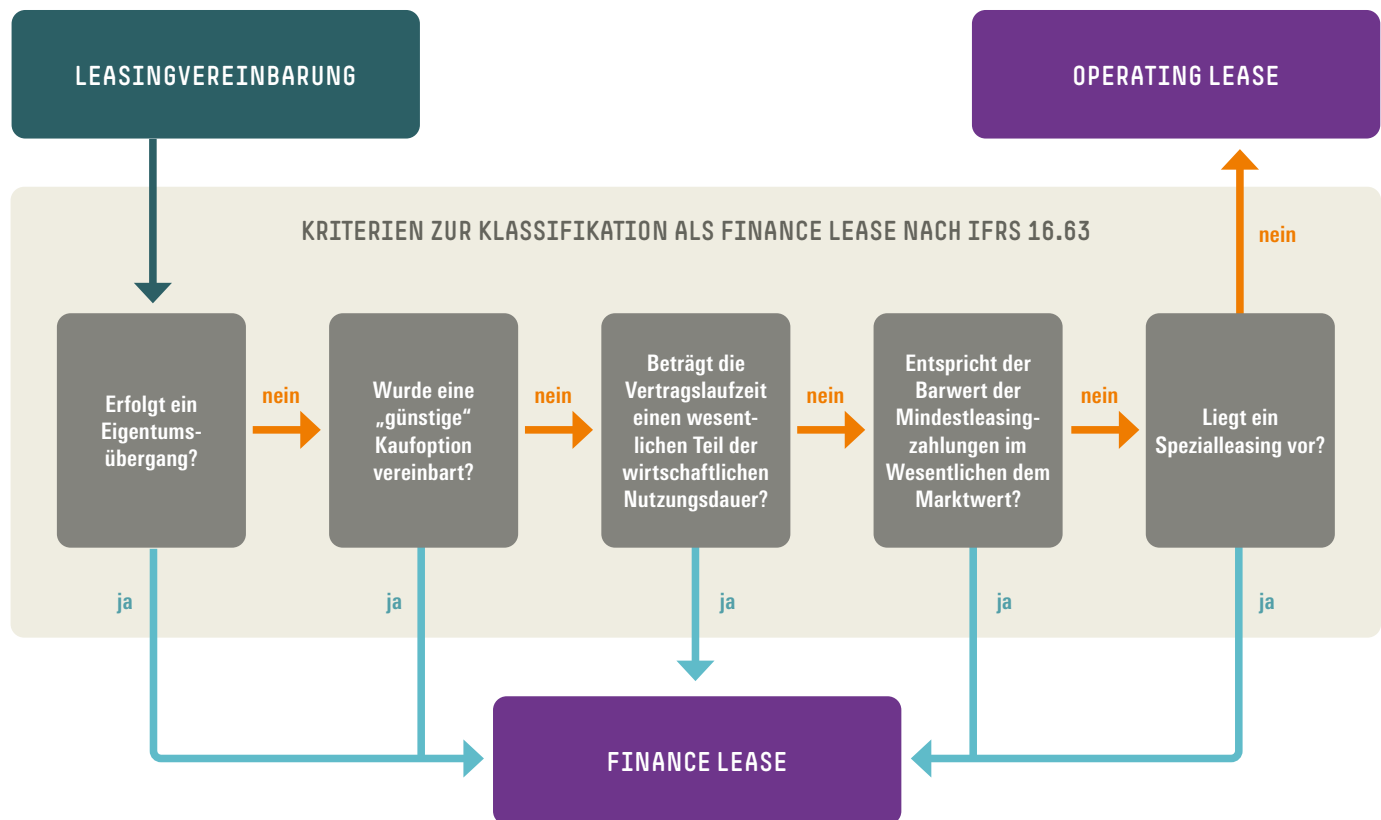 LEASINGVEREINBARUNG
OPERATING LEASE
KRITERIEN ZUR KLASSIFIKATION ALS FINANCE LEASE NACH IFRS 16.63
nein
Erfolgt ein
Eigentums-
übergang?
nein
Wurde eine
„günstige“
Kaufoption
vereinbart?
nein
Beträgt die
Vertragslaufzeit
einen wesent-
lichen Teil der
wirtschaftlichen
Nutzungsdauer?
nein
Entspricht der
Barwert der
Mindestleasing-
zahlungen im
Wesentlichen dem
Marktwert?
nein
Liegt ein
Spezialleasing vor?
ja
ja
ja
ja
ja
FINANCE LEASE